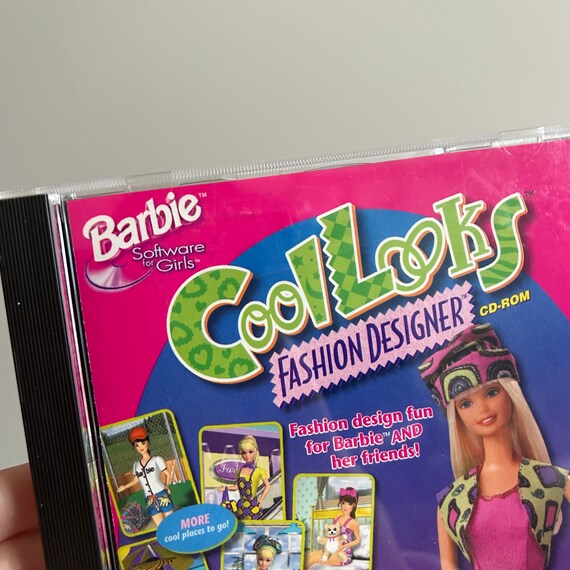 Barbie™
Software
for Girls™
Cool Looks™
FASHION DESIGNER™
CD-ROM
Fashion design fun
for Barbie™ AND
her friends!
Barbie
MORE
cool places to go!